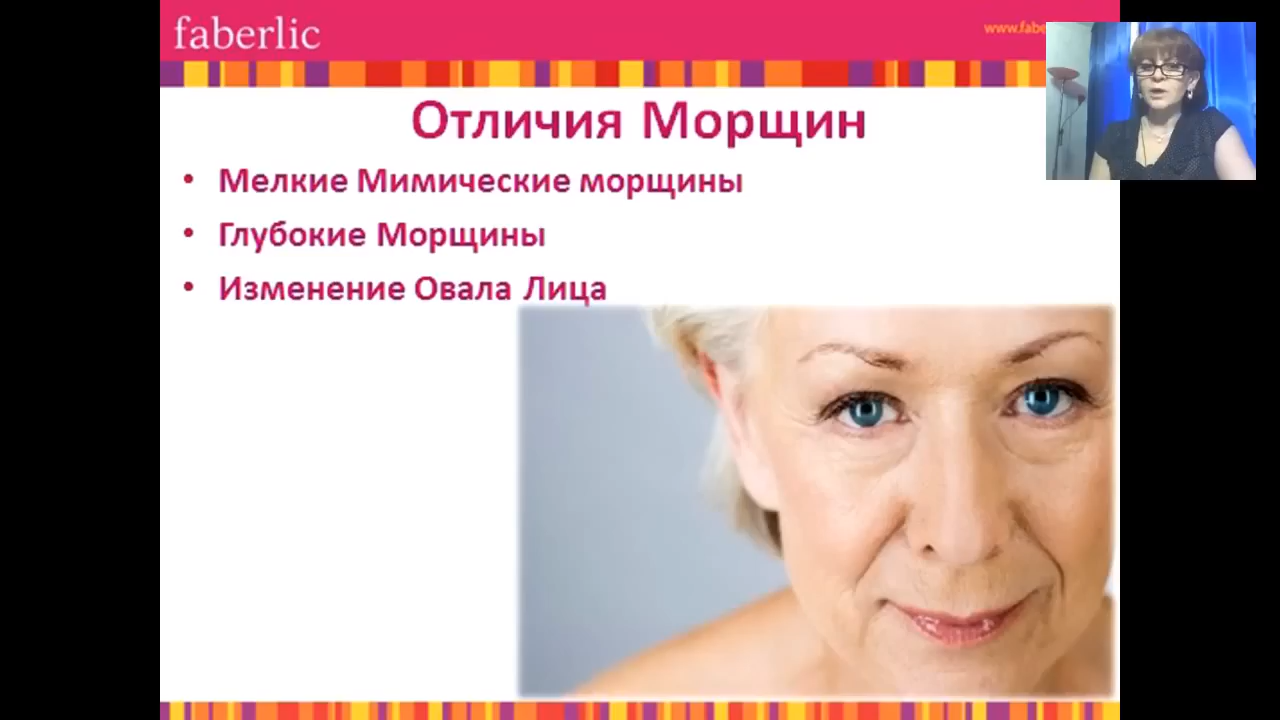 faberlic
Отличия Морщин
• Мелкие Мимические морщины
• Глубокие Морщины
• Изменение Овала Лица